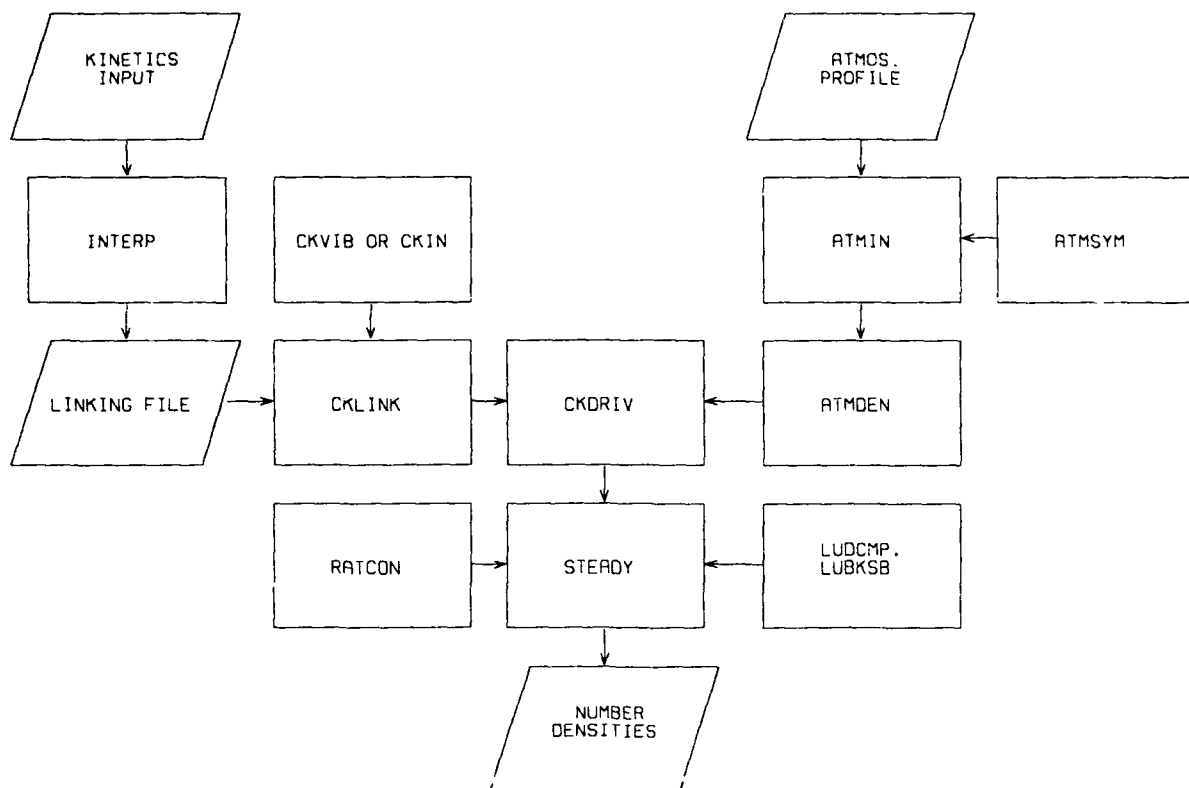 KINETICS
INPUT
ATMOS.
PROFILE
INTERP
CKVIB OR CKIN
ATMIN
ATMSYM
LINKING FILE
CKLINK
CKDRIV
ATMDEN
RATCON
STEADY
LUDCMP.
LUBKSB
NUMBER
DENSITIES